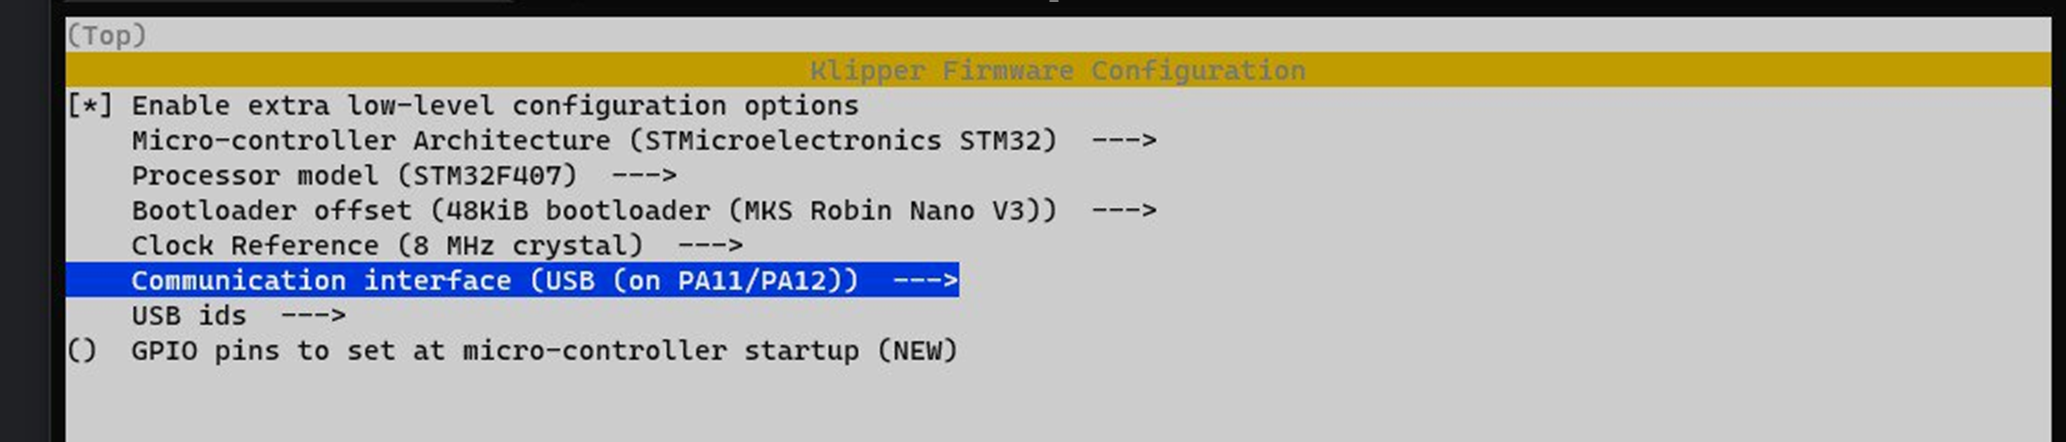 (Top)
Klipper Firmware Configuration
[*] Enable extra low-level configuration options
Micro-controller Architecture (STMicroelectronics STM32)  --->
Processor model (STM32F407)  --->
Bootloader offset (48KiB bootloader (MKS Robin Nano V3))  --->
Clock Reference (8 MHz crystal)  --->
Communication interface (USB (on PA11/PA12))  --->
USB ids  --->
()  GPIO pins to set at micro-controller startup (NEW)